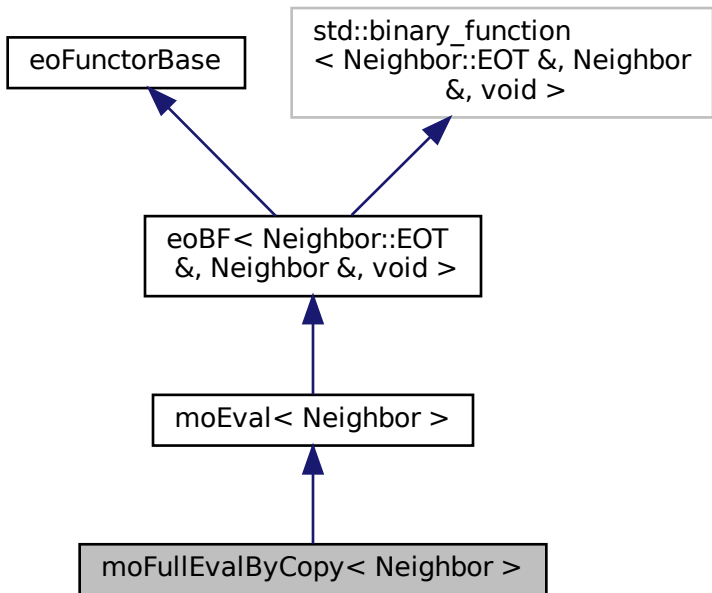 eoFunctorBase
std::binary_function
< Neighbor::EOT &, Neighbor
&, void >
eoBF< Neighbor::EOT
&, Neighbor &, void >
moEval< Neighbor >
moFullEvalByCopy< Neighbor >